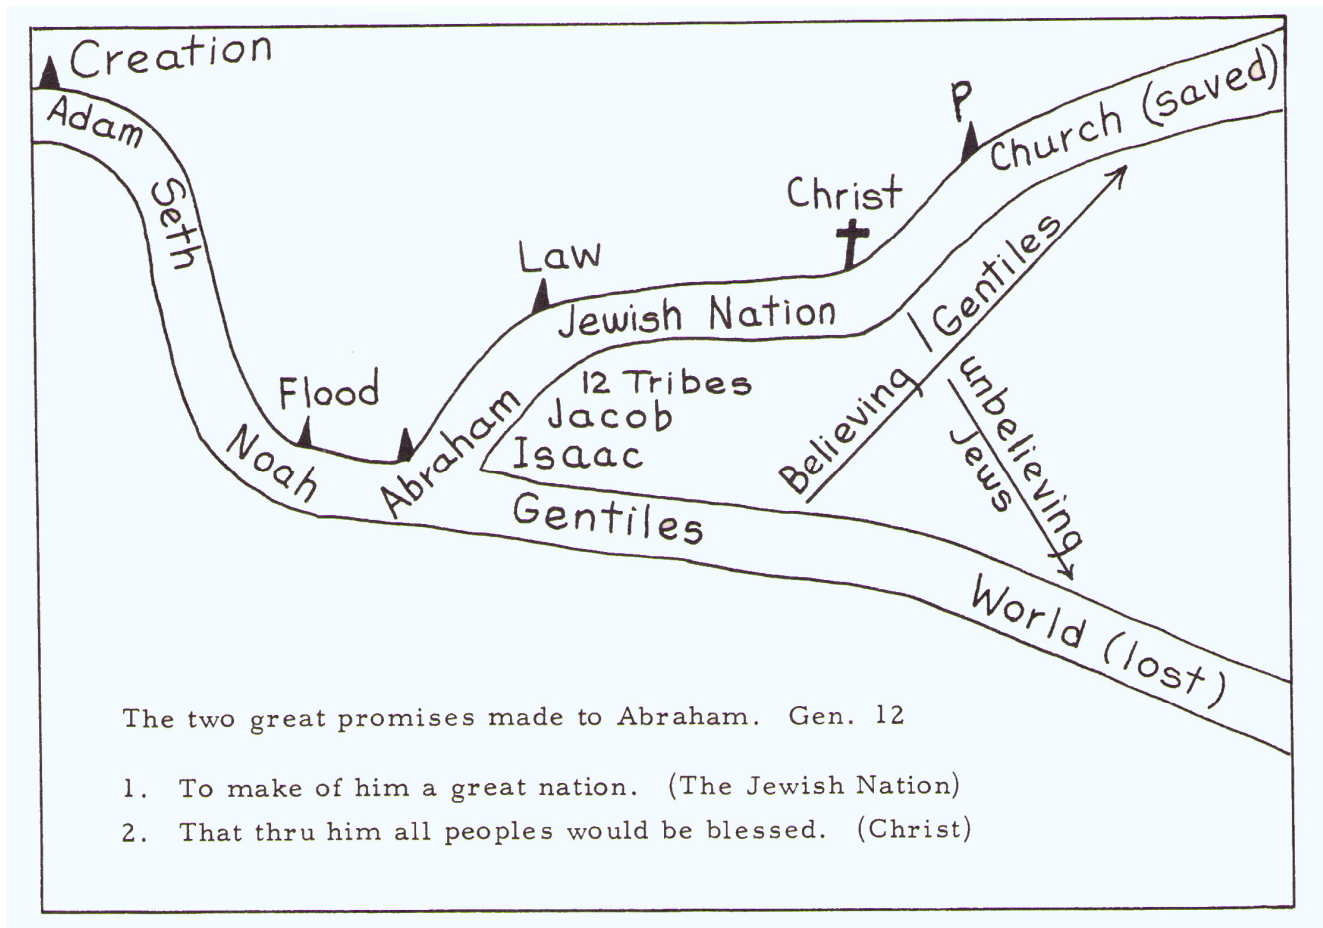 Creation
Adam
Seth
Flood
Noah
Abraham
Law
Jewish Nation
12 Tribes
Jacob
Isaac
Gentiles
Christ
P
Church (saved)
Believing Gentiles
unbelieving
Jews
World (lost)
The two great promises made to Abraham. Gen. 12
1. To make of him a great nation. (The Jewish Nation)
2. That thru him all peoples would be blessed. (Christ)